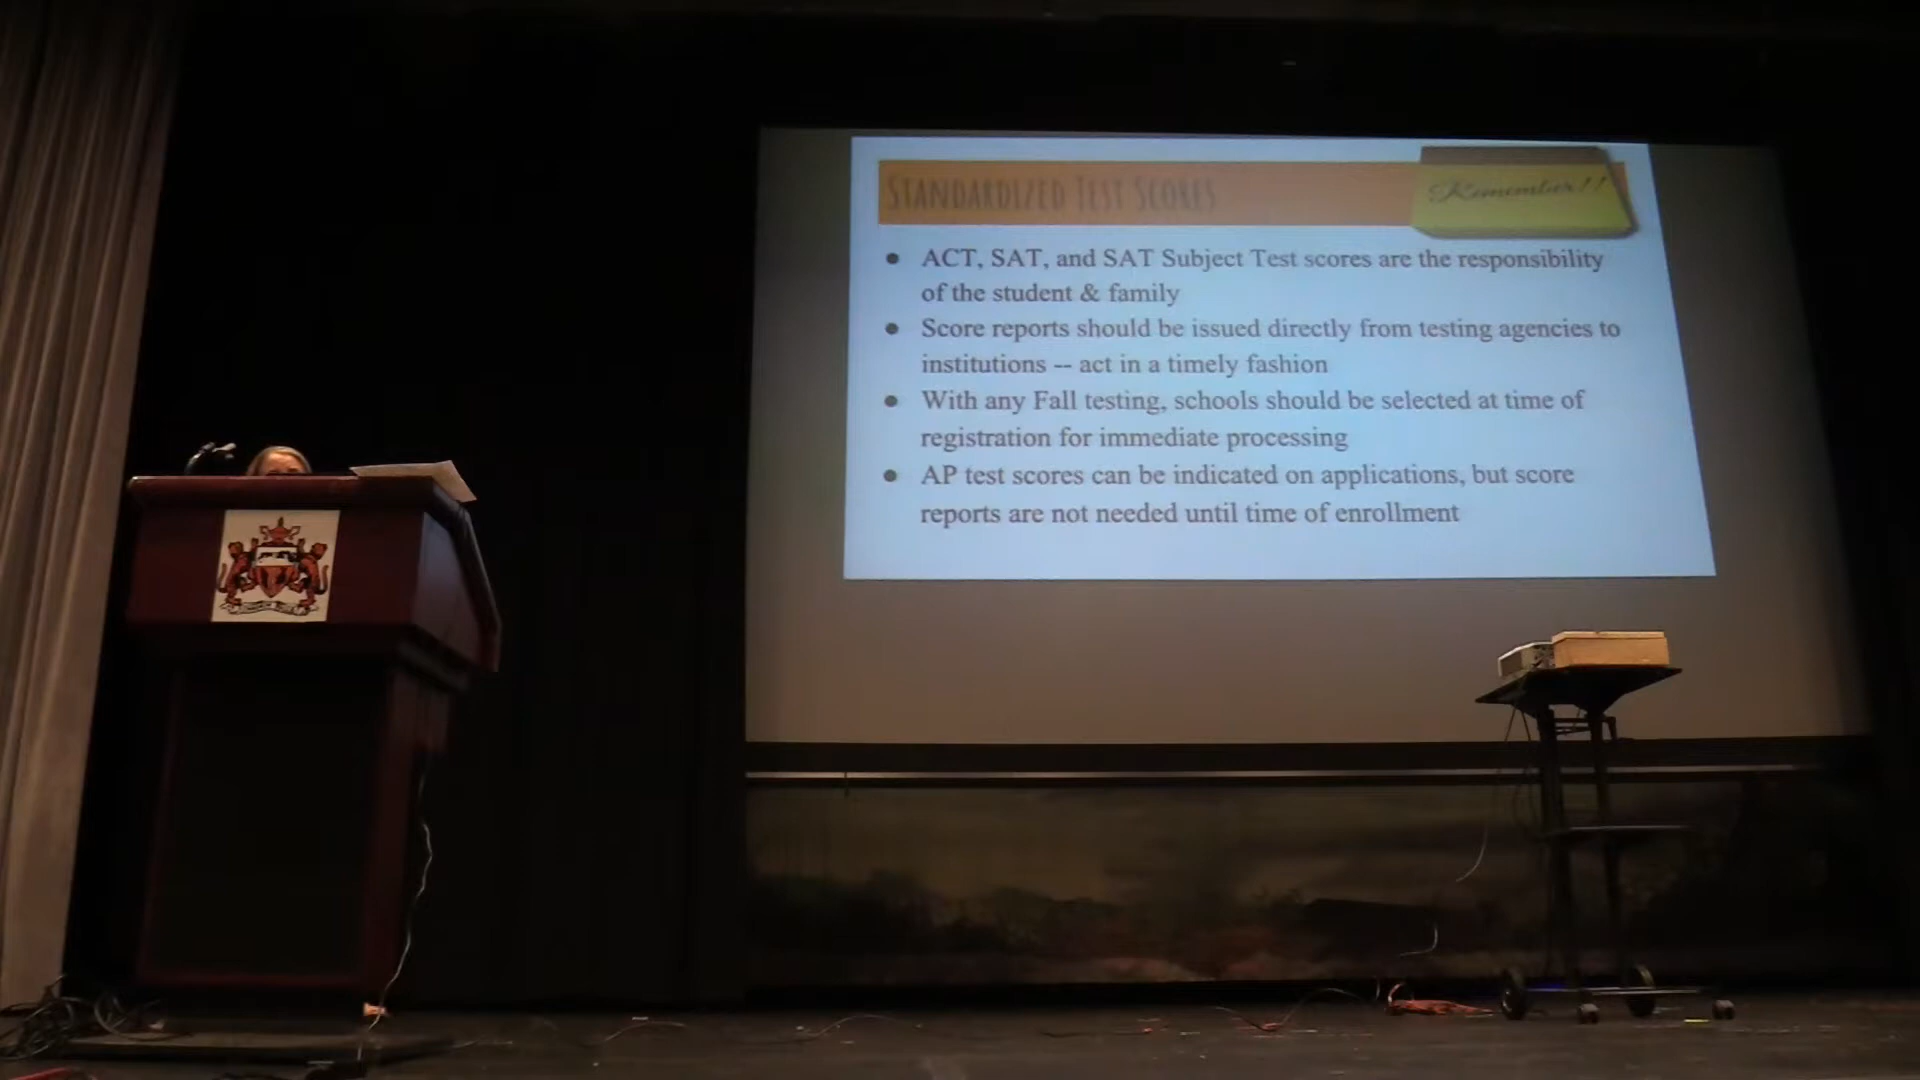 STANDARDIZED TEST SCORES
Remember!!
● ACT, SAT, and SAT Subject Test scores are the responsibility
of the student & family
● Score reports should be issued directly from testing agencies to
institutions -- act in a timely fashion
● With any Fall testing, schools should be selected at time of
registration for immediate processing
● AP test scores can be indicated on applications, but score
reports are not needed until time of enrollment